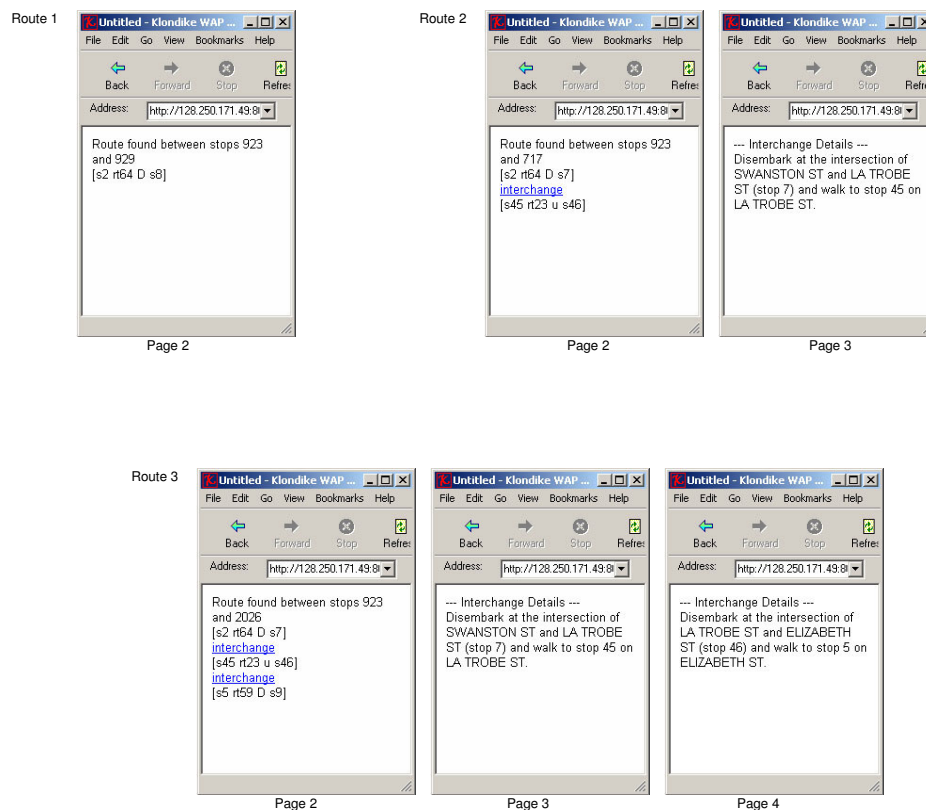 Route 1
Untitled - Klondike WAP ...
File Edit Go View Bookmarks Help
Back Forward Stop Refre
Address: http://128.250.171.49:8
Route found between stops 923
and 929
[s2 rt64 D s8]
Page 2
Route 2
Untitled - Klondike WAP ...
File Edit Go View Bookmarks Help
Back Forward Stop Refre
Address: http://128.250.171.49:8
Route found between stops 923
and 717
[s2 rt64 D s7]
interchange
[s45 rt23 u s46]
Page 2
Untitled - Klondike WAP ...
File Edit Go View Bookmarks Help
Back Forward Stop Refr
Address: http://128.250.171.49:8
--- Interchange Details ---
Disembark at the intersection of
SWANSTON ST and LA TROBE
ST (stop 7) and walk to stop 45 on
LA TROBE ST.
Page 3
Route 3
Untitled - Klondike WAP ...
File Edit Go View Bookmarks Help
Back Forward Stop Refre
Address: http://128.250.171.49:8
Route found between stops 923
and 2026
[s2 rt64 D s7]
interchange
[s45 rt23 u s46]
interchange
[s5 rt59 D s9]
Page 2
Untitled - Klondike WAP ...
File Edit Go View Bookmarks Help
Back Forward Stop Refre
Address: http://128.250.171.49:8
--- Interchange Details ---
Disembark at the intersection of
SWANSTON ST and LA TROBE
ST (stop 7) and walk to stop 45 on
LA TROBE ST.
Page 3
Untitled - Klondike WAP ...
File Edit Go View Bookmarks Help
Back Forward Stop Refre
Address: http://128.250.171.49:8
--- Interchange Details ---
Disembark at the intersection of
LA TROBE ST and ELIZABETH
ST (stop 46) and walk to stop 5 on
ELIZABETH ST.
Page 4